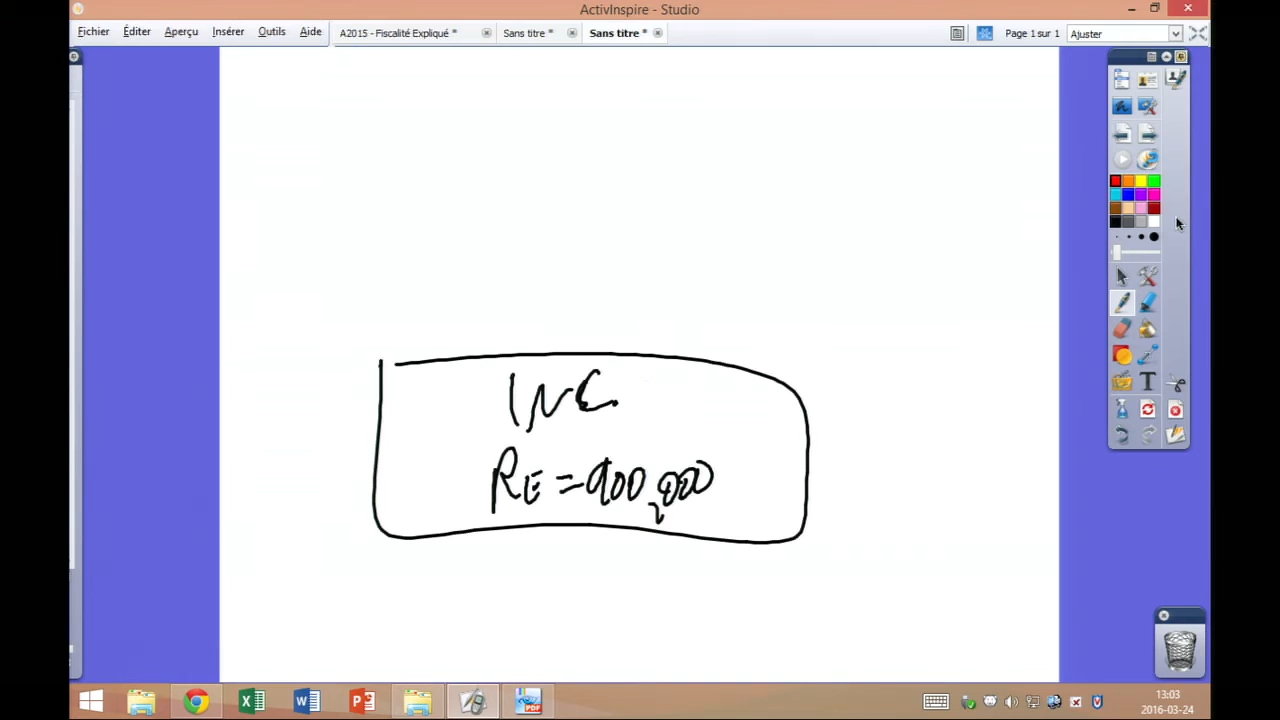 ActivInspire - Studio
Fichier Éditer Aperçu Insérer Outils Aide
A2015 - Fiscalité Expliqué *
Sans titre *
Sans titre *
Page 1 sur 1
Ajuster
INC.
RE = 900,000
13:03
2016-03-24